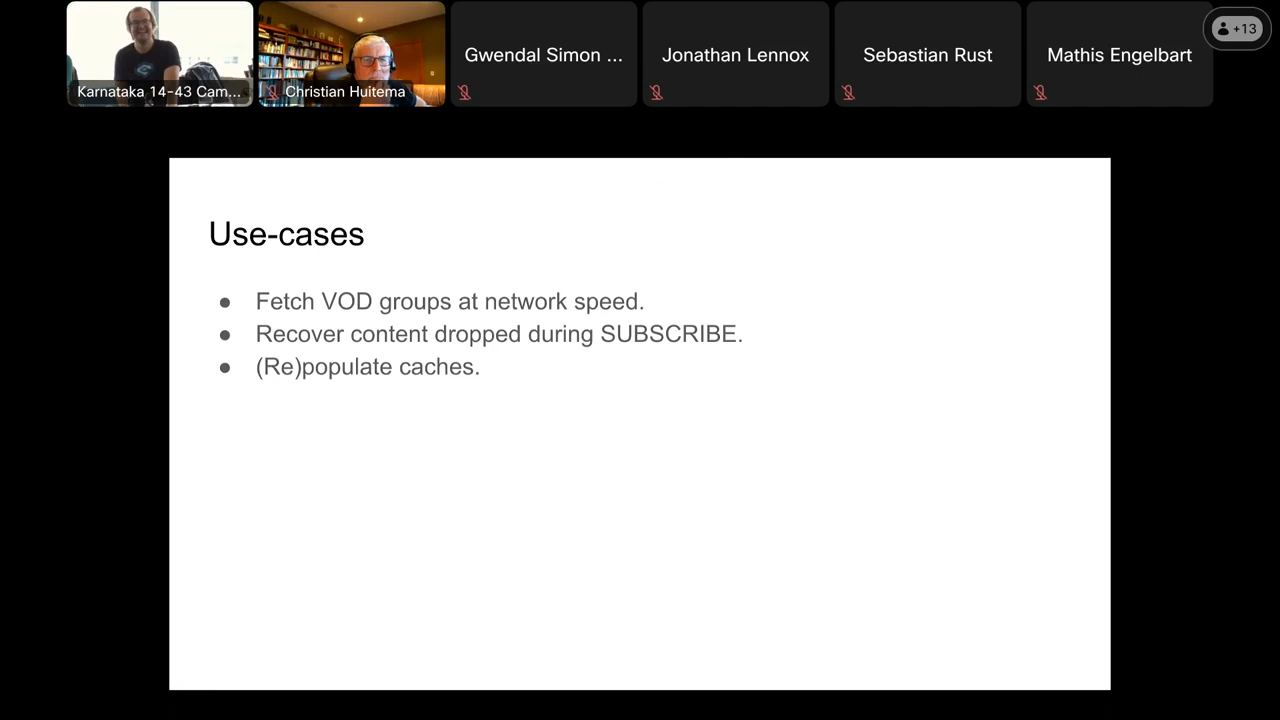 Karnataka 14-43 Cam...
Christian Huitema
Gwendal Simon ...
Jonathan Lennox
Sebastian Rust
Mathis Engelbart
+13
Use-cases
● Fetch VOD groups at network speed.
● Recover content dropped during SUBSCRIBE.
● (Re)populate caches.